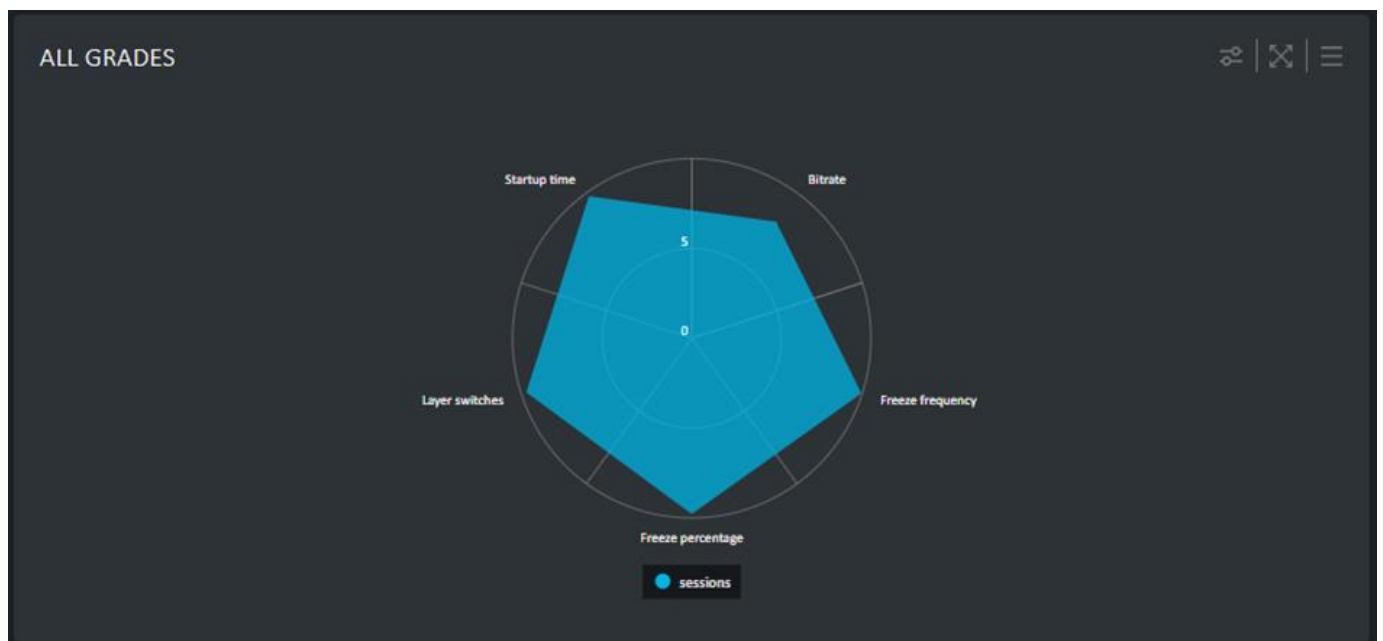 ALL GRADES
Startup time
Bitrate
5
0
Layer switches
Freeze frequency
Freeze percentage
sessions